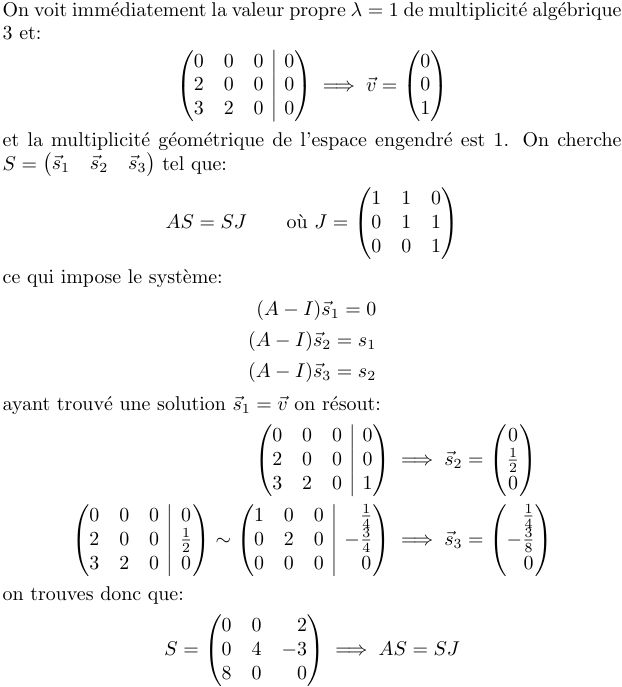 On voit immédiatement la valeur propre λ = 1 de multiplicité algébrique
3 et:
$\left(\begin{array}{ccc|c} 0 & 0 & 0 & 0 \\ 2 & 0 & 0 & 0 \\ 3 & 2 & 0 & 0 \end{array}\right) \implies \vec{v} = \begin{pmatrix} 0 \\ 0 \\ 1 \end{pmatrix}$
et la multiplicité géométrique de l'espace engendré est 1. On cherche
$S = \begin{pmatrix} \vec{s}_1 & \vec{s}_2 & \vec{s}_3 \end{pmatrix}$ tel que:
$AS = SJ \qquad \text{où } J = \begin{pmatrix} 1 & 1 & 0 \\ 0 & 1 & 1 \\ 0 & 0 & 1 \end{pmatrix}$
ce qui impose le système:
$(A - I)\vec{s}_1 = 0$
$(A - I)\vec{s}_2 = s_1$
$(A - I)\vec{s}_3 = s_2$
ayant trouvé une solution $\vec{s}_1 = \vec{v}$ on résout:
$\left(\begin{array}{ccc|c} 0 & 0 & 0 & 0 \\ 2 & 0 & 0 & 0 \\ 3 & 2 & 0 & 1 \end{array}\right) \implies \vec{s}_2 = \begin{pmatrix} 0 \\ \frac{1}{2} \\ 0 \end{pmatrix}$
$\left(\begin{array}{ccc|c} 0 & 0 & 0 & 0 \\ 2 & 0 & 0 & \frac{1}{2} \\ 3 & 2 & 0 & 0 \end{array}\right) \sim \left(\begin{array}{ccc|c} 1 & 0 & 0 & \frac{1}{4} \\ 0 & 2 & 0 & -\frac{3}{4} \\ 0 & 0 & 0 & 0 \end{array}\right) \implies \vec{s}_3 = \begin{pmatrix} \frac{1}{4} \\ -\frac{3}{8} \\ 0 \end{pmatrix}$
on trouves donc que:
$S = \begin{pmatrix} 0 & 0 & 2 \\ 0 & 4 & -3 \\ 8 & 0 & 0 \end{pmatrix} \implies AS = SJ$